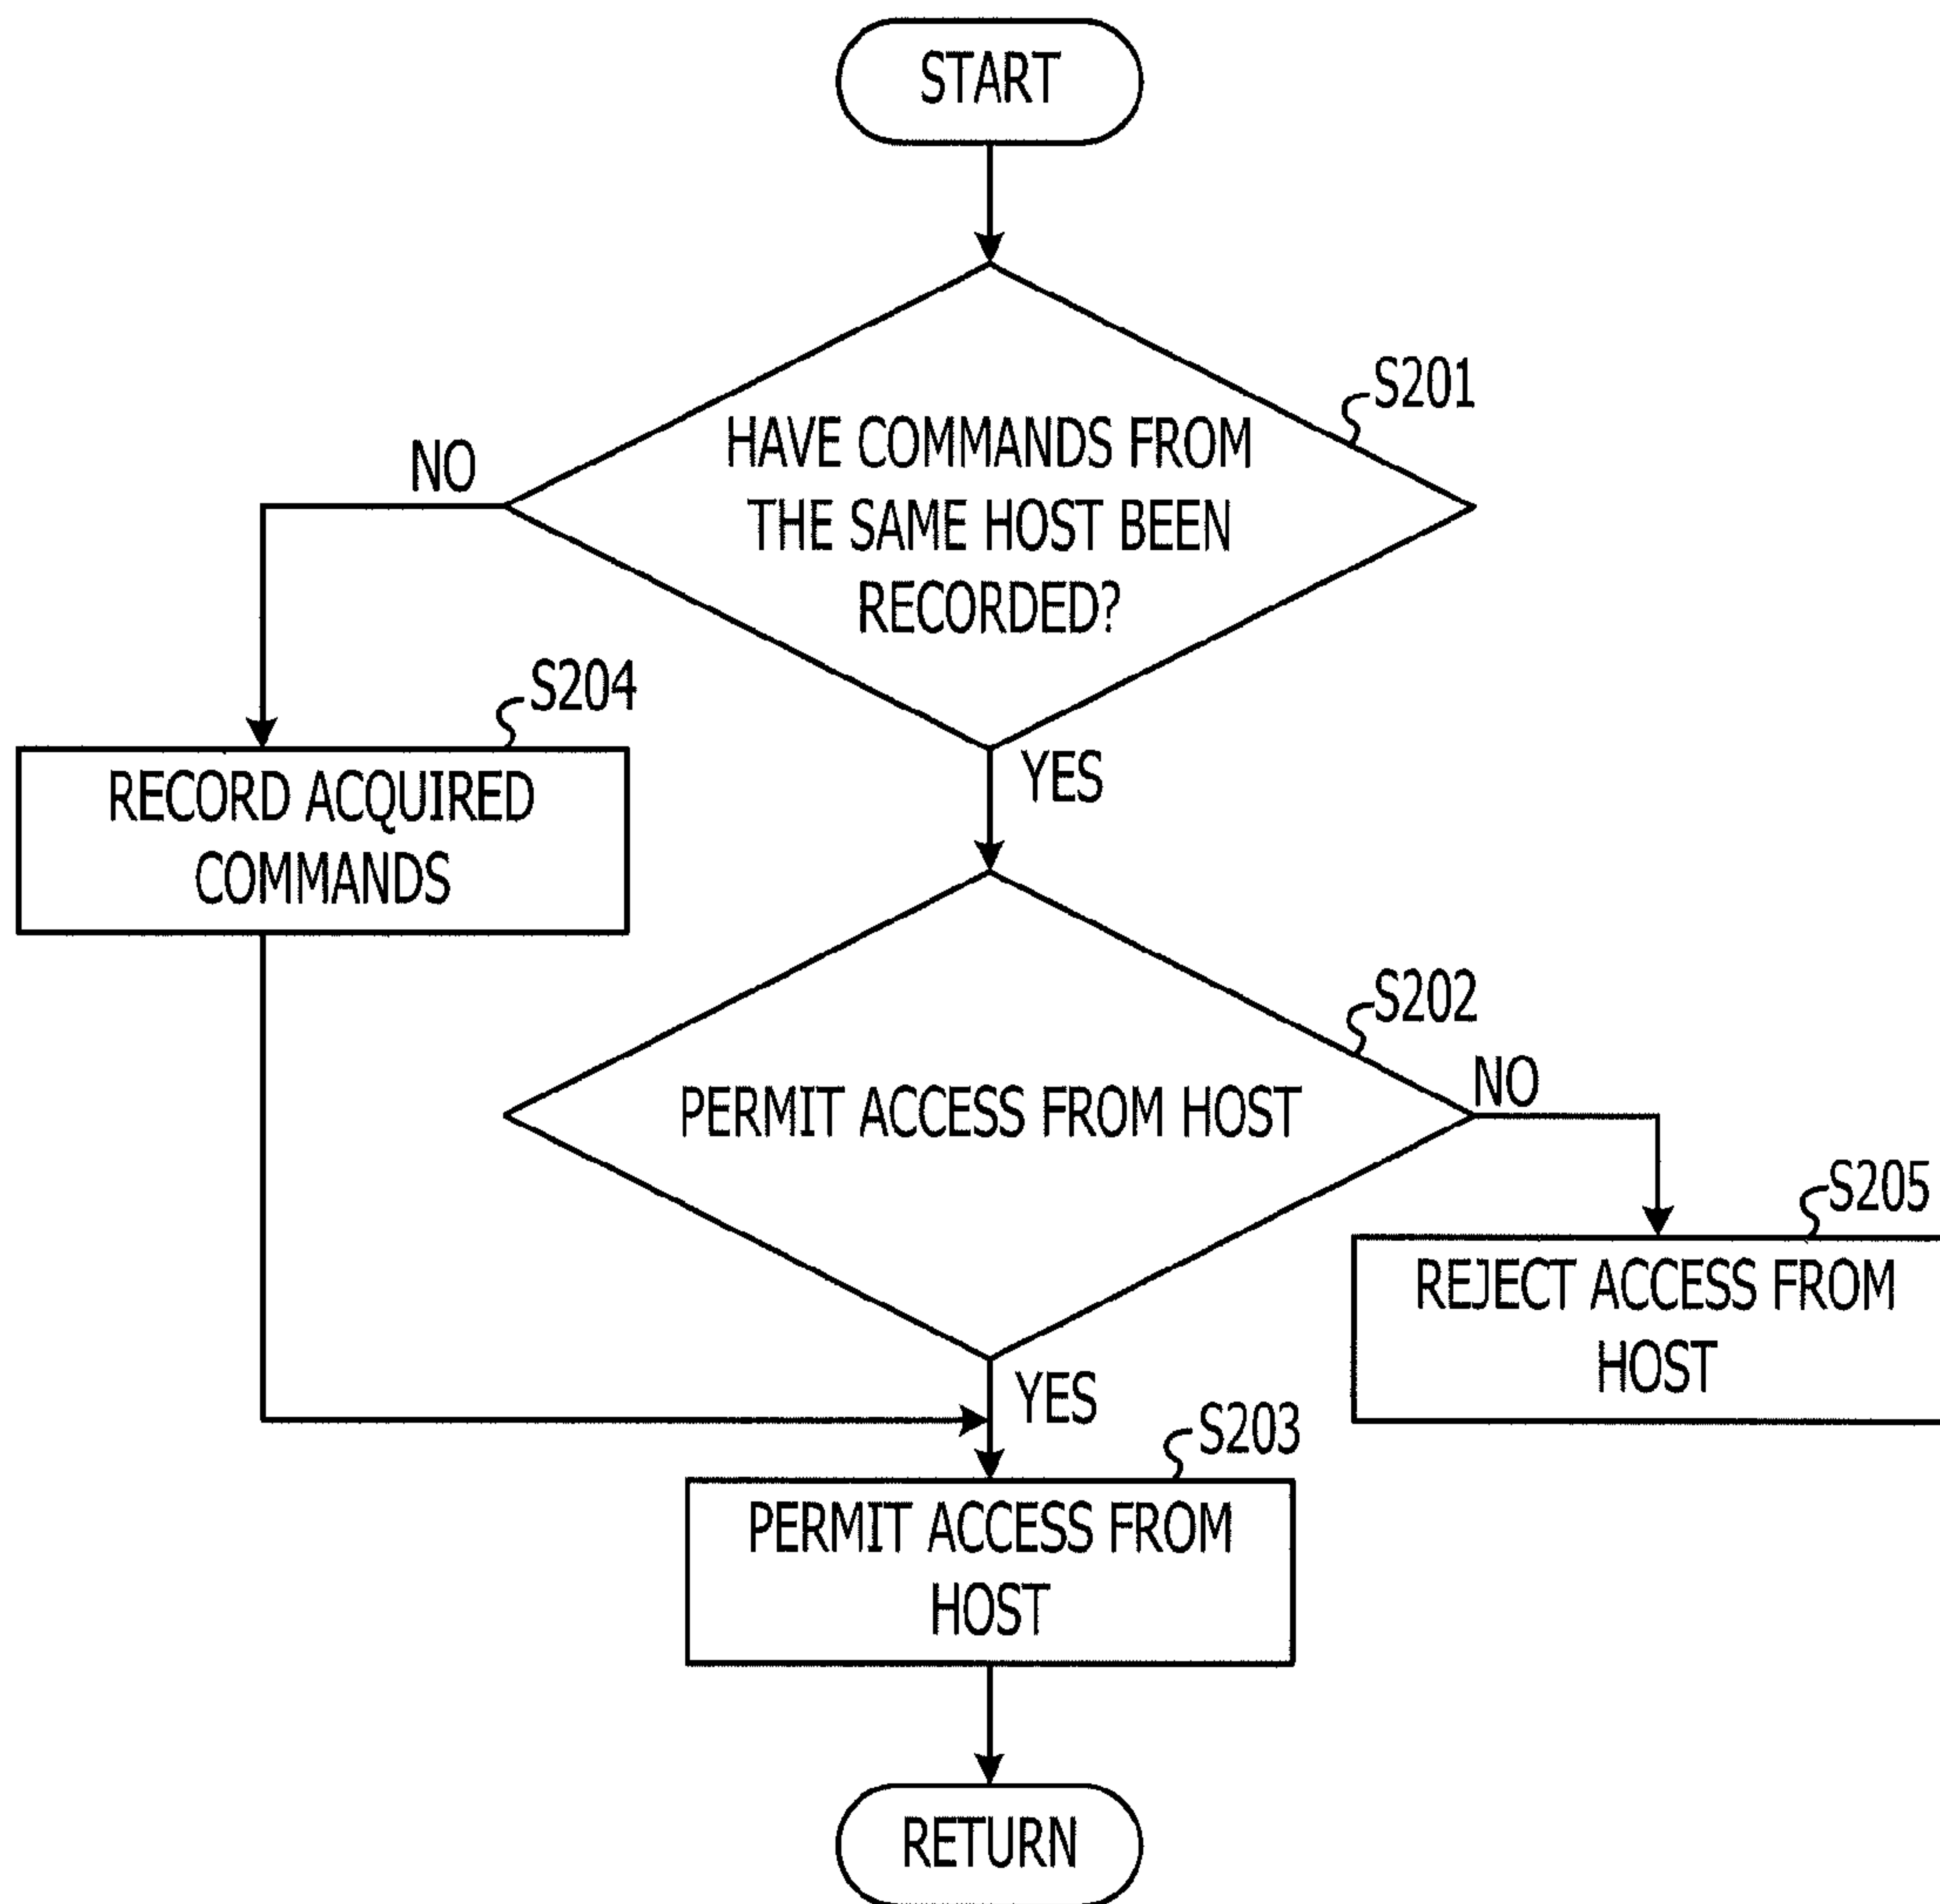 START
S201
HAVE COMMANDS FROM
THE SAME HOST BEEN
RECORDED?
NO
YES
S204
RECORD ACQUIRED
COMMANDS
S202
PERMIT ACCESS FROM HOST
NO
YES
S205
REJECT ACCESS FROM
HOST
S203
PERMIT ACCESS FROM
HOST
RETURN